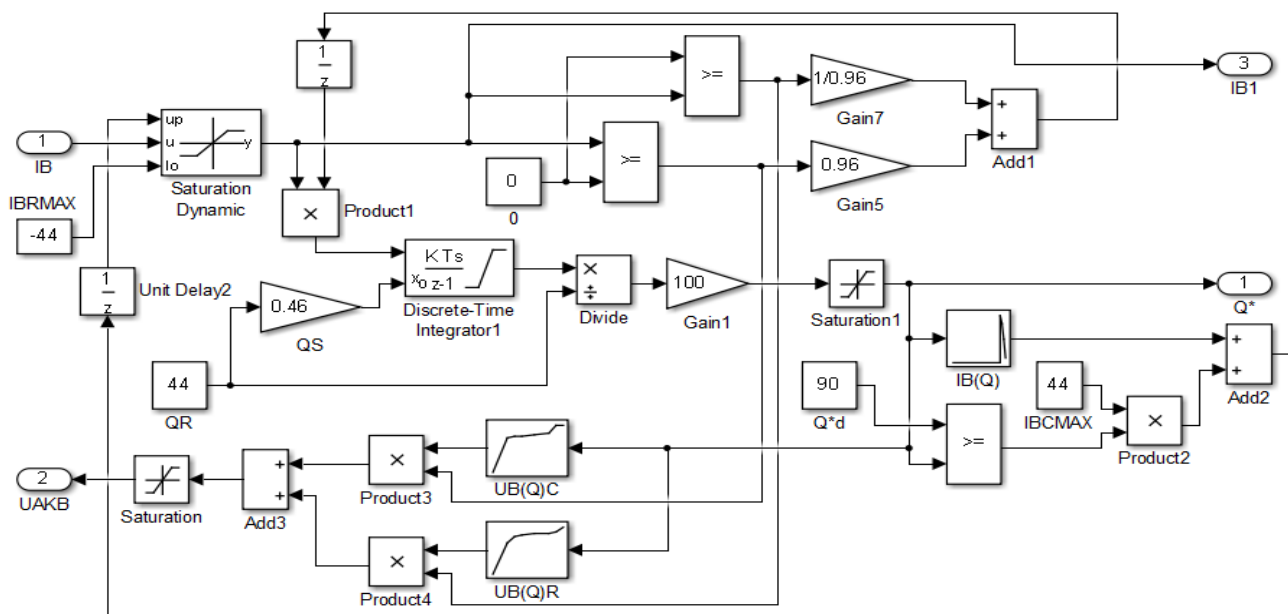 1
z
3
IB1
>=
1/0.96
Gain7
+
+
Add1
1
IB
up
u
lo
y
Saturation
Dynamic
>=
0.96
Gain5
0
0
IBRMAX
-44
×
Product1
1
z
Unit Delay2
0.46
QS
K Ts
z-1
xo
Discrete-Time
Integrator1
×
÷
Divide
100
Gain1
Saturation1
1
Q*
44
QR
IB(Q)
90
Q*d
44
IBCMAX
+
+
Add2
>=
×
Product2
2
UAKB
Saturation
+
+
Add3
×
Product3
UB(Q)C
×
Product4
UB(Q)R